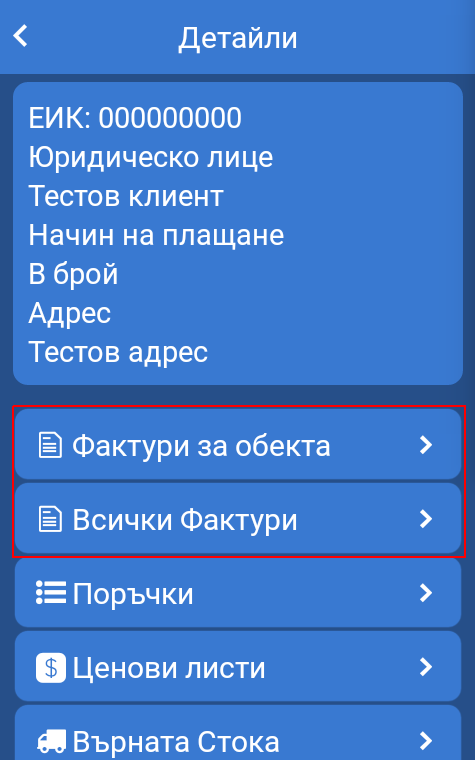 Детайли
ЕИК: 000000000
Юридическо лице
Тестов клиент
Начин на плащане
В брой
Адрес
Тестов адрес
Фактури за обекта
Всички Фактури
Поръчки
$ Ценови листи
Върната Стока